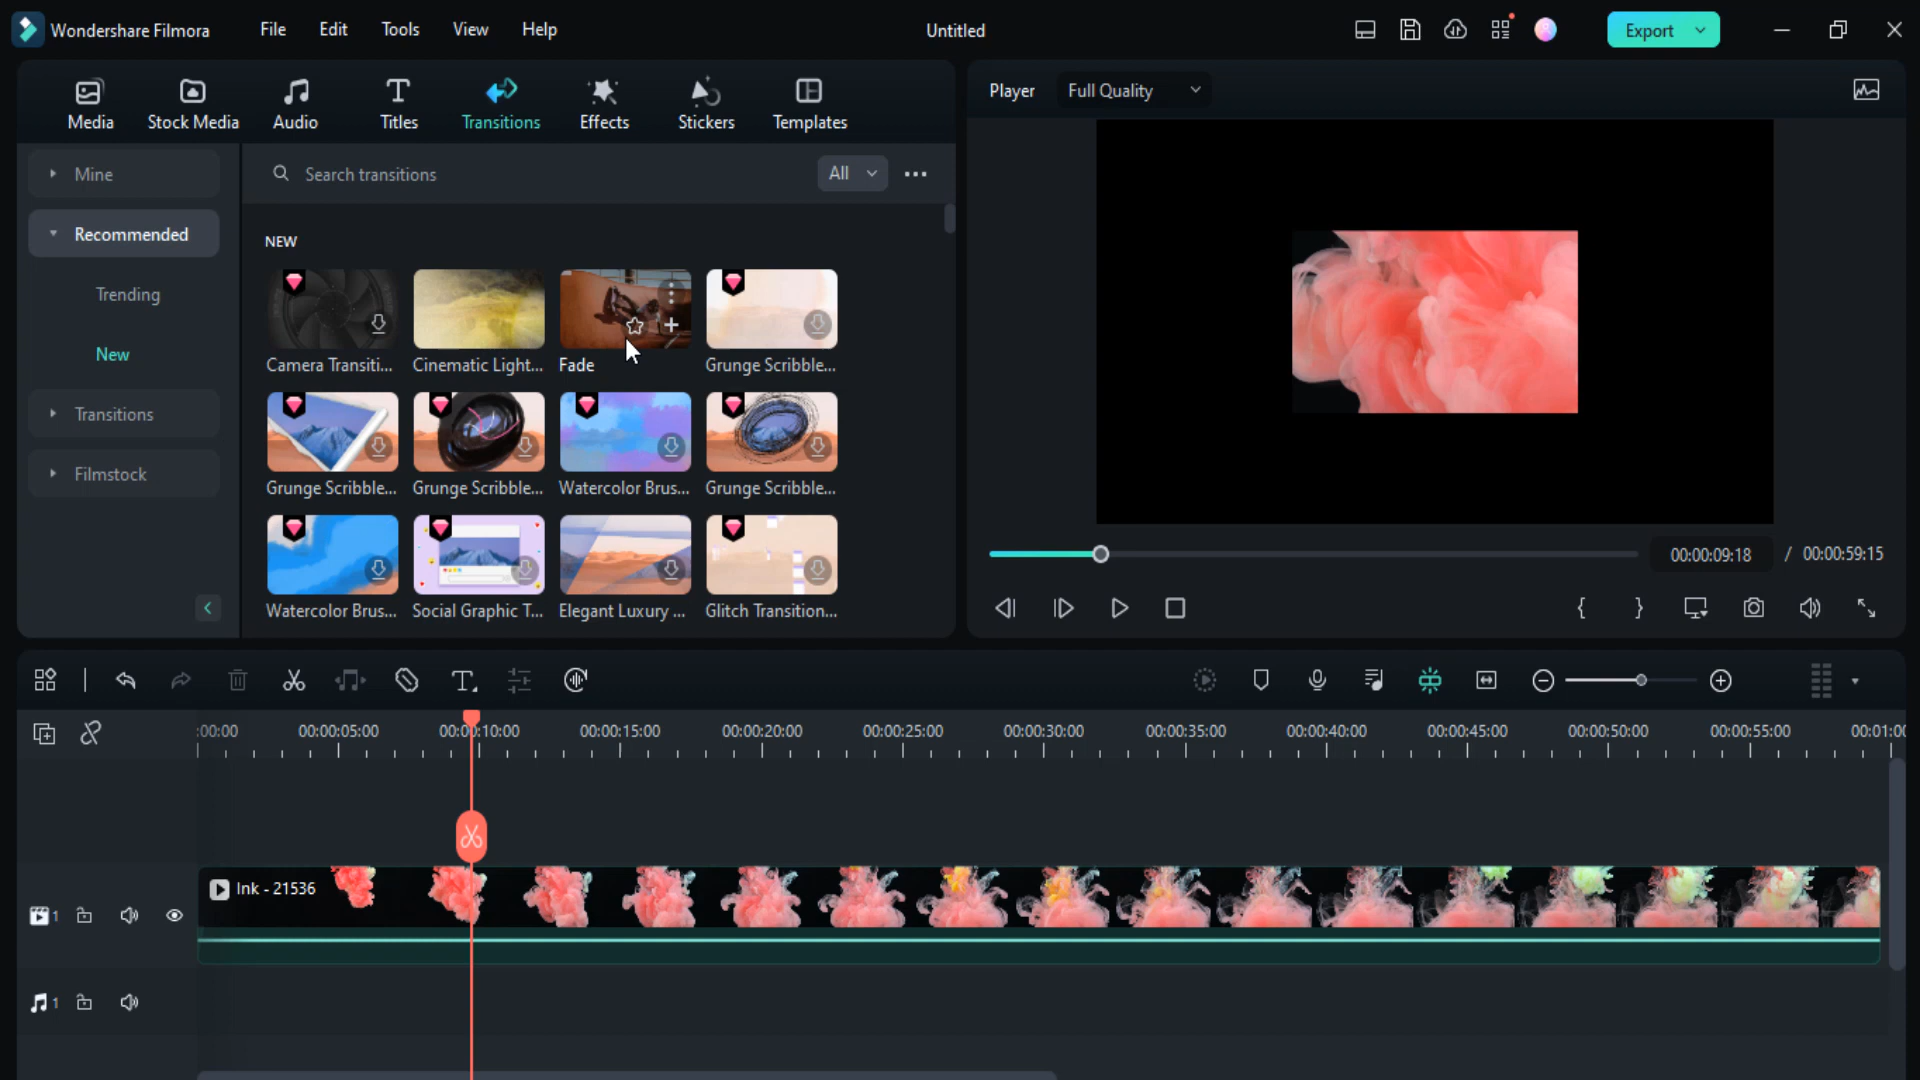 Wondershare Filmora
File
Edit
Tools
View
Help
Untitled
Export
Media
Stock Media
Audio
Titles
Transitions
Effects
Stickers
Templates
Player
Full Quality
Mine
Recommended
Trending
New
Transitions
Filmstock
Search transitions
All
NEW
Camera Transiti...
Cinematic Light...
Fade
Grunge Scribble...
Grunge Scribble...
Grunge Scribble...
Watercolor Brus...
Grunge Scribble...
Watercolor Brus...
Social Graphic T...
Elegant Luxury ...
Glitch Transition...
00:00:09:18 / 00:00:59:15
:00:00
00:00:05:00
00:00:10:00
00:00:15:00
00:00:20:00
00:00:25:00
00:00:30:00
00:00:35:00
00:00:40:00
00:00:45:00
00:00:50:00
00:00:55:00
00:01:00
Ink - 21536
1
1